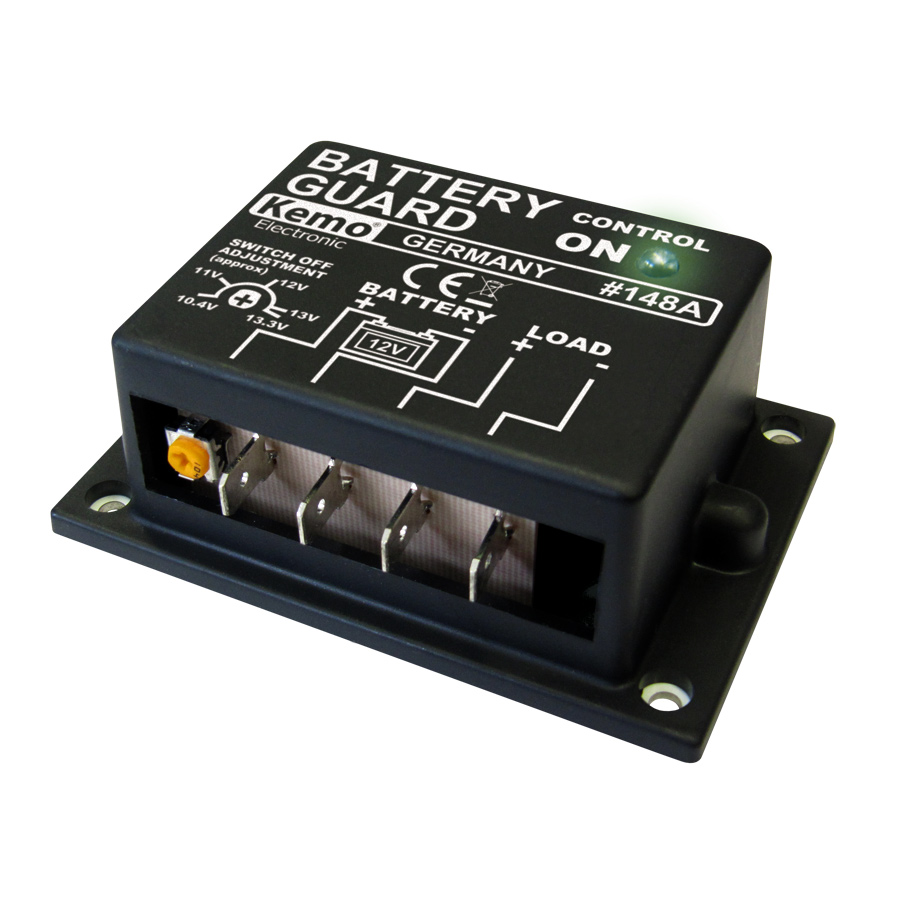 BATTERY
GUARD
CONTROL
ON
Kemo®
Electronic
GERMANY
#148A
SWITCH OFF
ADJUSTMENT
(approx)
11V
12V
10.4V
13V
13.3V
CE
BATTERY
+ -
12V
LOAD
+ -